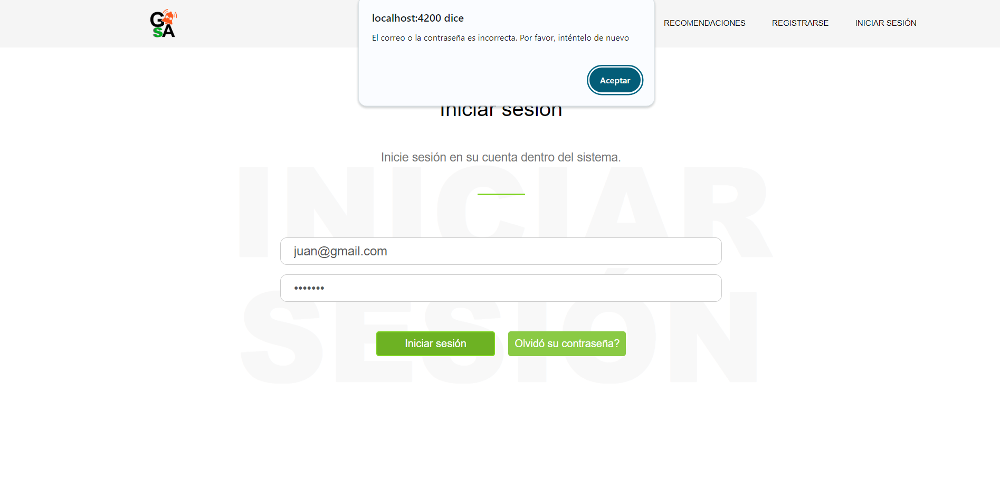 GSA
RECOMENDACIONES REGISTRARSE INICIAR SESIÓN
localhost:4200 dice
El correo o la contraseña es incorrecta. Por favor, inténtelo de nuevo
Aceptar
Iniciar sesión
Inicie sesión en su cuenta dentro del sistema.
INICIAR
SESIÓN
juan@gmail.com
•••••••
Iniciar sesión Olvidó su contraseña?